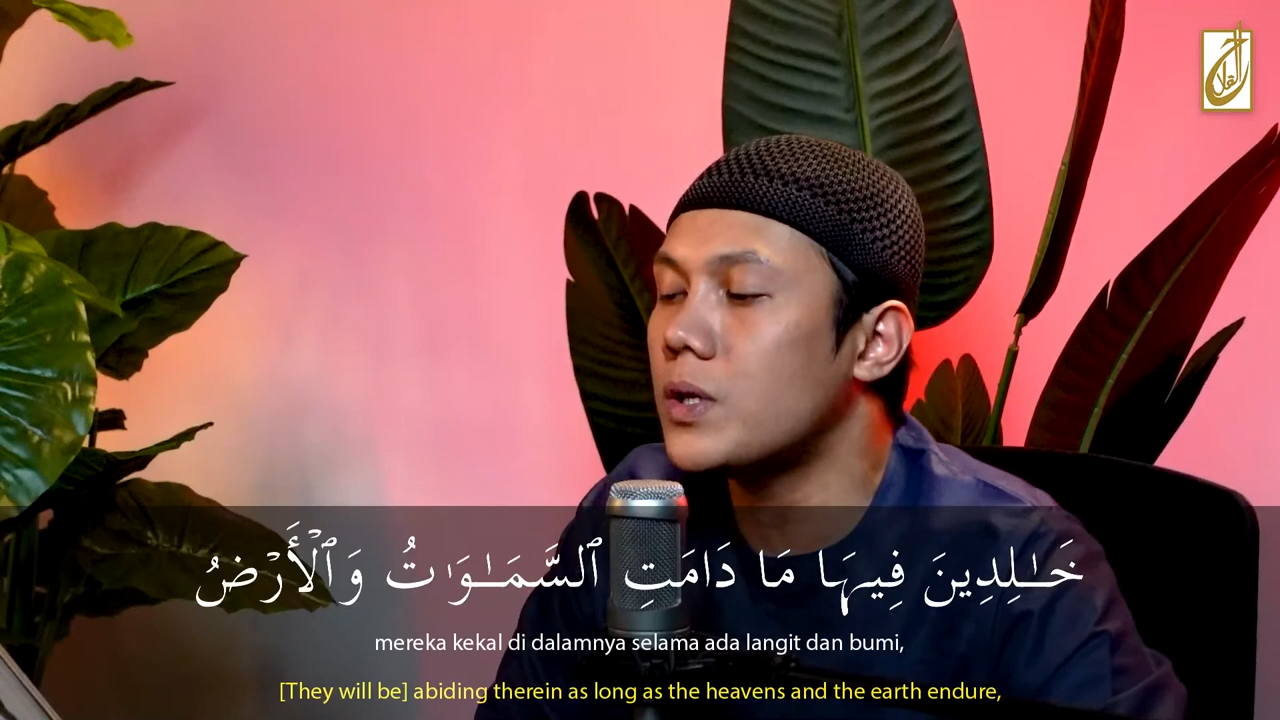 خَـٰلِدِينَ فِيهَا مَا دَامَتِ ٱلسَّمَـٰوَٰتُ وَٱلْأَرْضُ
mereka kekal di dalamnya selama ada langit dan bumi,
[They will be] abiding therein as long as the heavens and the earth endure,